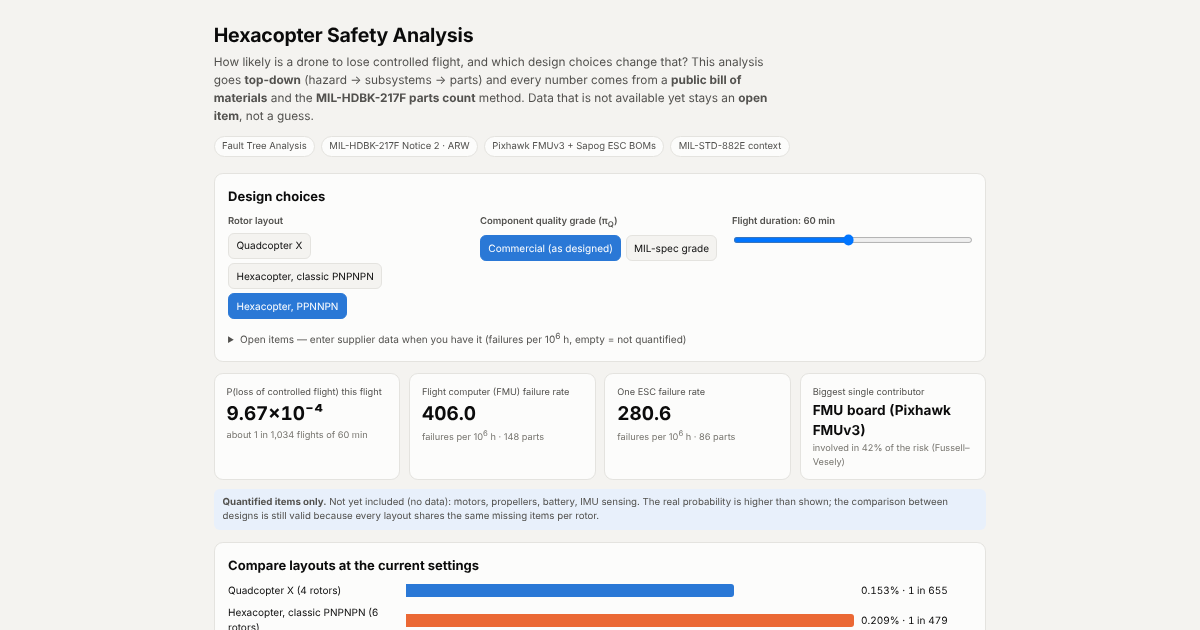 Hexacopter Safety Analysis
How likely is a drone to lose controlled flight, and which design choices change that? This analysis
goes top-down (hazard → subsystems → parts) and every number comes from a public bill of
materials and the MIL-HDBK-217F parts count method. Data that is not available yet stays an open
item, not a guess.
Fault Tree Analysis
MIL-HDBK-217F Notice 2 · ARW
Pixhawk FMUv3 + Sapog ESC BOMs
MIL-STD-882E context
Design choices
Rotor layout
Quadcopter X
Hexacopter, classic PNPNPN
Hexacopter, PPNNPN
Component quality grade (πQ)
Commercial (as designed)
MIL-spec grade
Flight duration: 60 min
▶ Open items — enter supplier data when you have it (failures per 10⁶ h, empty = not quantified)
P(loss of controlled flight) this flight
9.67×10⁻⁴
about 1 in 1,034 flights of 60 min
Flight computer (FMU) failure rate
406.0
failures per 10⁶ h · 148 parts
One ESC failure rate
280.6
failures per 10⁶ h · 86 parts
Biggest single contributor
FMU board (Pixhawk
FMUv3)
involved in 42% of the risk (Fussell–
Vesely)
Quantified items only. Not yet included (no data): motors, propellers, battery, IMU sensing. The real probability is higher than shown; the comparison between
designs is still valid because every layout shares the same missing items per rotor.
Compare layouts at the current settings
Quadcopter X (4 rotors)
0.153% · 1 in 655
Hexacopter, classic PNPNPN (6
rotors)
0.209% · 1 in 479